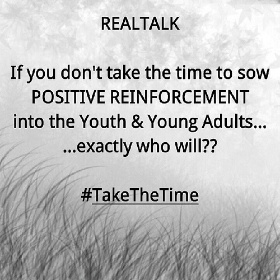 REALTALK
If you don't take the time to sow
POSITIVE REINFORCEMENT
into the Youth & Young Adults...
...exactly who will??
#TakeTheTime